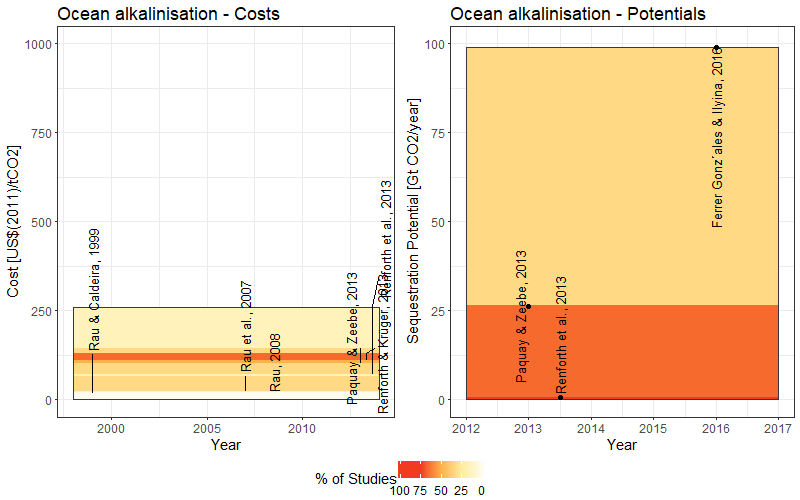 Ocean alkalinisation - Costs
Cost [US$(2011)/tCO2]
1000
750
500
250
0
Rau & Caldeira, 1999
Rau et al., 2007
Rau, 2008
Paquay & Zeebe, 2013
Renforth & Kruger, 2013
Renforth et al., 2013
2000
2005
2010
Year
Ocean alkalinisation - Potentials
Sequestration Potential [Gt CO2/year]
100
75
50
25
0
Paquay & Zeebe, 2013
Renforth et al., 2013
Ferrer Gonz´ales & Ilyina, 2016
2012
2013
2014
2015
2016
2017
Year
% of Studies
100 75 50 25 0